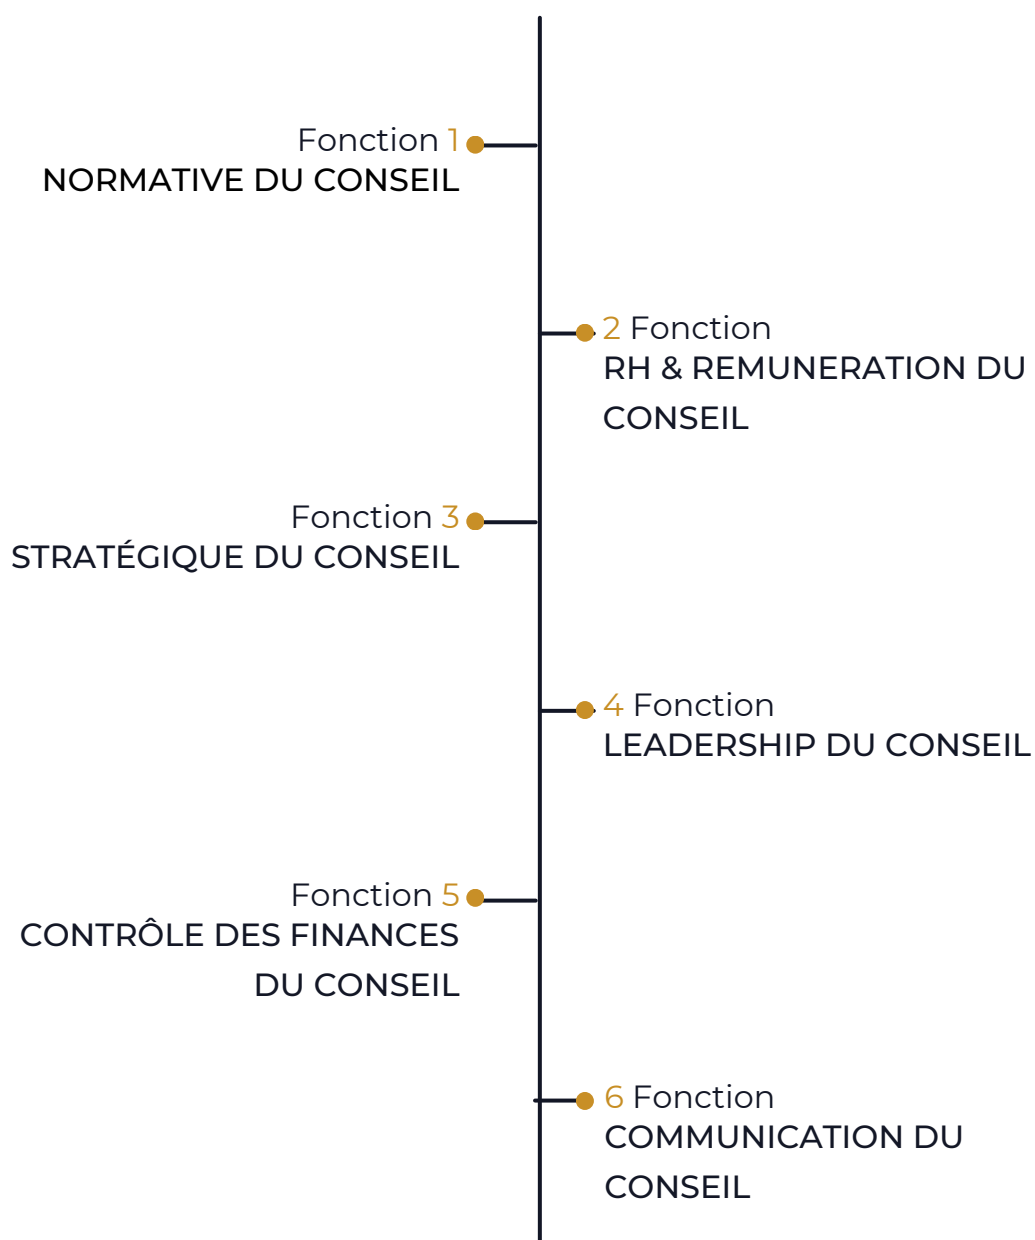 Fonction 1
NORMATIVE DU CONSEIL
2 Fonction
RH & REMUNERATION DU
CONSEIL
Fonction 3
STRATÉGIQUE DU CONSEIL
4 Fonction
LEADERSHIP DU CONSEIL
Fonction 5
CONTRÔLE DES FINANCES
DU CONSEIL
6 Fonction
COMMUNICATION DU
CONSEIL